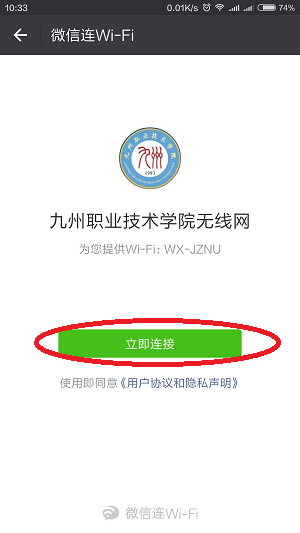 10:33
0.01K/s
74%
微信连Wi-Fi
九州职业技术学院
1993
九州职业技术学院无线网
为您提供Wi-Fi: WX-JZNU
立即连接
使用即同意《用户协议和隐私声明》
微信连Wi-Fi